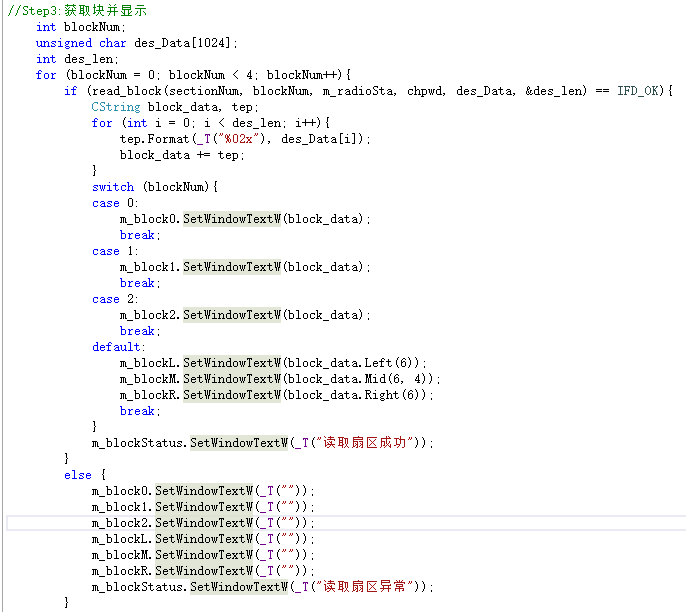 //Step3:获取块并显示
int blockNum;
unsigned char des_Data[1024];
int des_len;
for (blockNum = 0; blockNum < 4; blockNum++){
if (read_block(sectionNum, blockNum, m_radioSta, chpwd, des_Data, &des_len) == IFD_OK){
CString block_data, tep;
for (int i = 0; i < des_len; i++){
tep.Format(_T("%02x"), des_Data[i]);
block_data += tep;
}
switch (blockNum){
case 0:
m_block0.SetWindowTextW(block_data);
break;
case 1:
m_block1.SetWindowTextW(block_data);
break;
case 2:
m_block2.SetWindowTextW(block_data);
break;
default:
m_blockL.SetWindowTextW(block_data.Left(6));
m_blockM.SetWindowTextW(block_data.Mid(6, 4));
m_blockR.SetWindowTextW(block_data.Right(6));
break;
}
m_blockStatus.SetWindowTextW(_T("读取扇区成功"));
}
else {
m_block0.SetWindowTextW(_T(""));
m_block1.SetWindowTextW(_T(""));
m_block2.SetWindowTextW(_T(""));
m_blockL.SetWindowTextW(_T(""));
m_blockM.SetWindowTextW(_T(""));
m_blockR.SetWindowTextW(_T(""));
m_blockStatus.SetWindowTextW(_T("读取扇区异常"));
}